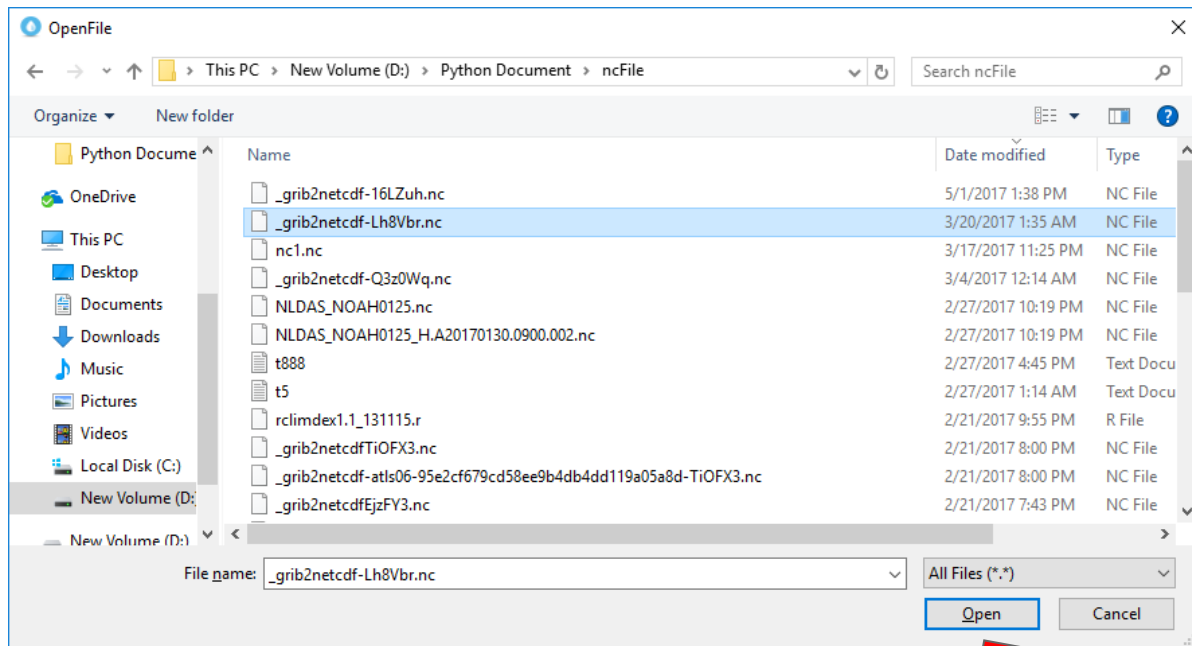 OpenFile
This PC > New Volume (D:) > Python Document > ncFile
Search ncFile
Organize
New folder
Python Docume
OneDrive
This PC
Desktop
Documents
Downloads
Music
Pictures
Videos
Local Disk (C:)
New Volume (D:
New Volume (D:)
Name Date modified Type
_grib2netcdf-16LZuh.nc 5/1/2017 1:38 PM NC File
_grib2netcdf-Lh8Vbr.nc 3/20/2017 1:35 AM NC File
nc1.nc 3/17/2017 11:25 PM NC File
_grib2netcdf-Q3z0Wq.nc 3/4/2017 12:14 AM NC File
NLDAS_NOAH0125.nc 2/27/2017 10:19 PM NC File
NLDAS_NOAH0125_H.A20170130.0900.002.nc 2/27/2017 10:19 PM NC File
t888 2/27/2017 4:45 PM Text Docu
t5 2/27/2017 1:14 AM Text Docu
rclimdex1.1_131115.r 2/21/2017 9:55 PM R File
_grib2netcdfTiOFX3.nc 2/21/2017 8:00 PM NC File
_grib2netcdf-atls06-95e2cf679cd58ee9b4db4dd119a05a8d-TiOFX3.nc 2/21/2017 8:00 PM NC File
_grib2netcdfEjzFY3.nc 2/21/2017 7:43 PM NC File
File name: _grib2netcdf-Lh8Vbr.nc
All Files (*.*)
Open
Cancel